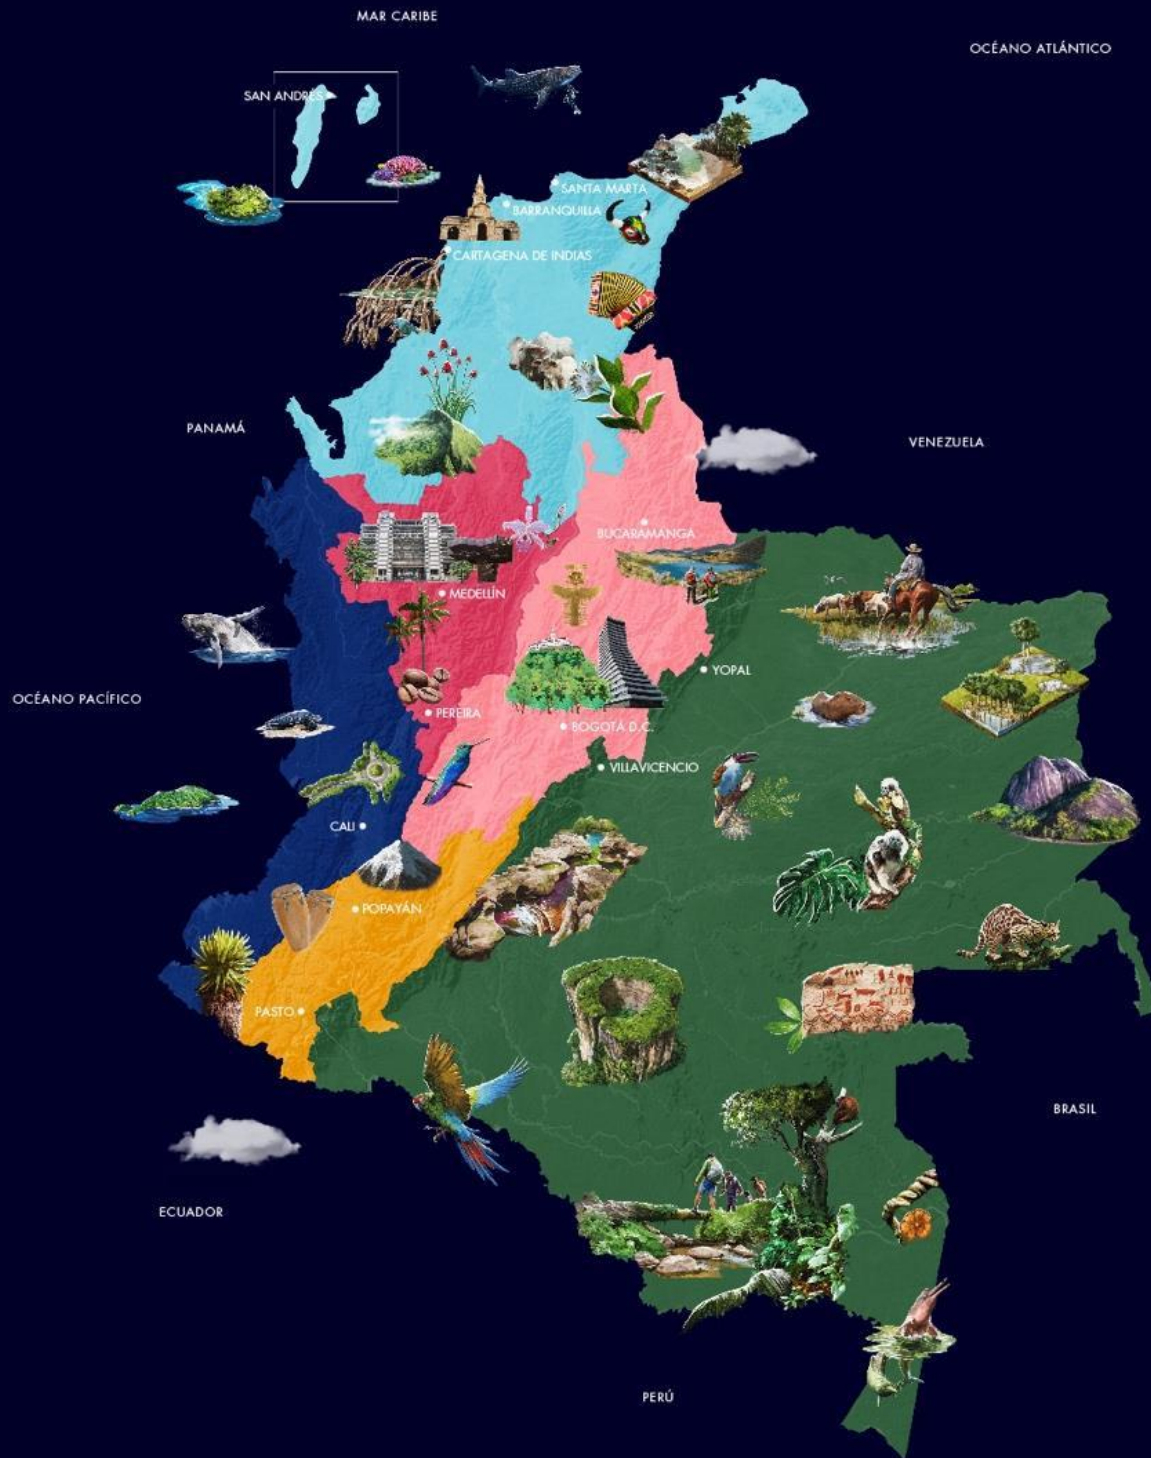 MAR CARIBE
OCÉANO ATLÁNTICO
SAN ANDRÉS
SANTA MARTA
BARRANQUILLA
CARTAGENA DE INDIAS
PANAMÁ
VENEZUELA
BUCARAMANGA
MEDELLÍN
YOPAL
OCÉANO PACÍFICO
PEREIRA
BOGOTÁ D.C.
VILLAVICENCIO
CALI
POPAYÁN
PASTO
BRASIL
ECUADOR
PERÚ